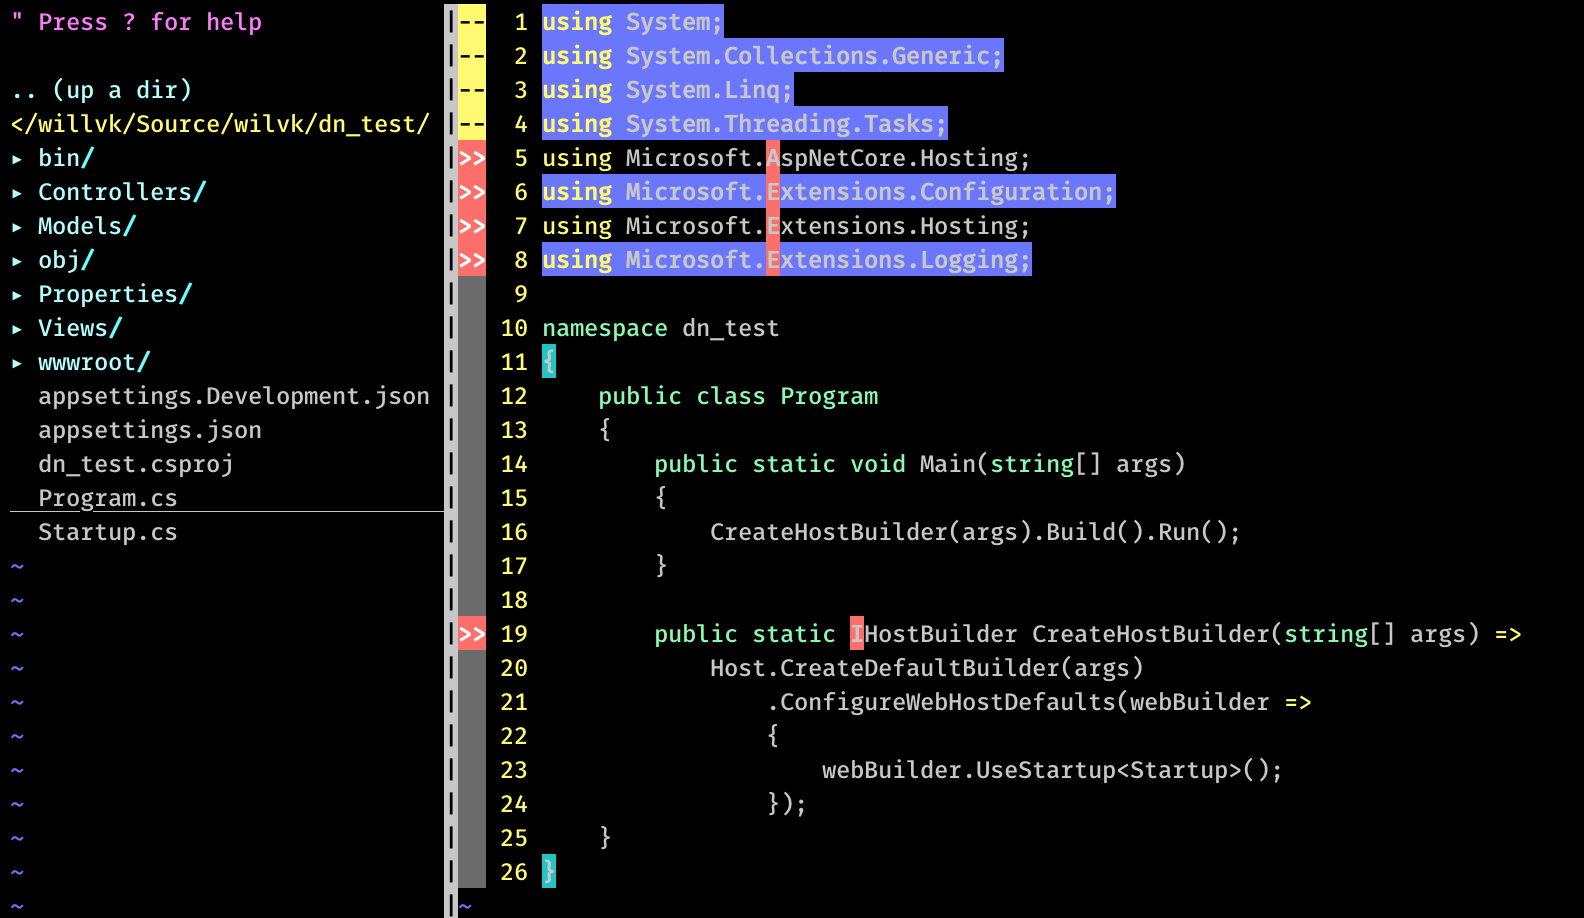 " Press ? for help
.. (up a dir)
</willvk/Source/wilvk/dn_test/
▸ bin/
▸ Controllers/
▸ Models/
▸ obj/
▸ Properties/
▸ Views/
▸ wwwroot/
appsettings.Development.json
appsettings.json
dn_test.csproj
Program.cs
Startup.cs
~
~
~
~
~
~
~
~
~
~
~
-- 1 using System;
-- 2 using System.Collections.Generic;
-- 3 using System.Linq;
-- 4 using System.Threading.Tasks;
>> 5 using Microsoft.AspNetCore.Hosting;
>> 6 using Microsoft.Extensions.Configuration;
>> 7 using Microsoft.Extensions.Hosting;
>> 8 using Microsoft.Extensions.Logging;
9
10 namespace dn_test
11 {
12     public class Program
13     {
14         public static void Main(string[] args)
15         {
16             CreateHostBuilder(args).Build().Run();
17         }
18
>> 19         public static IHostBuilder CreateHostBuilder(string[] args) =>
20             Host.CreateDefaultBuilder(args)
21                 .ConfigureWebHostDefaults(webBuilder =>
22                 {
23                     webBuilder.UseStartup<Startup>();
24                 });
25     }
26 }
~